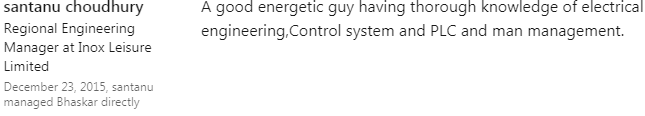 santanu choudhury
Regional Engineering
Manager at Inox Leisure
Limited
December 23, 2015, santanu
managed Bhaskar directly
A good energetic guy having thorough knowledge of electrical
engineering,Control system and PLC and man management.